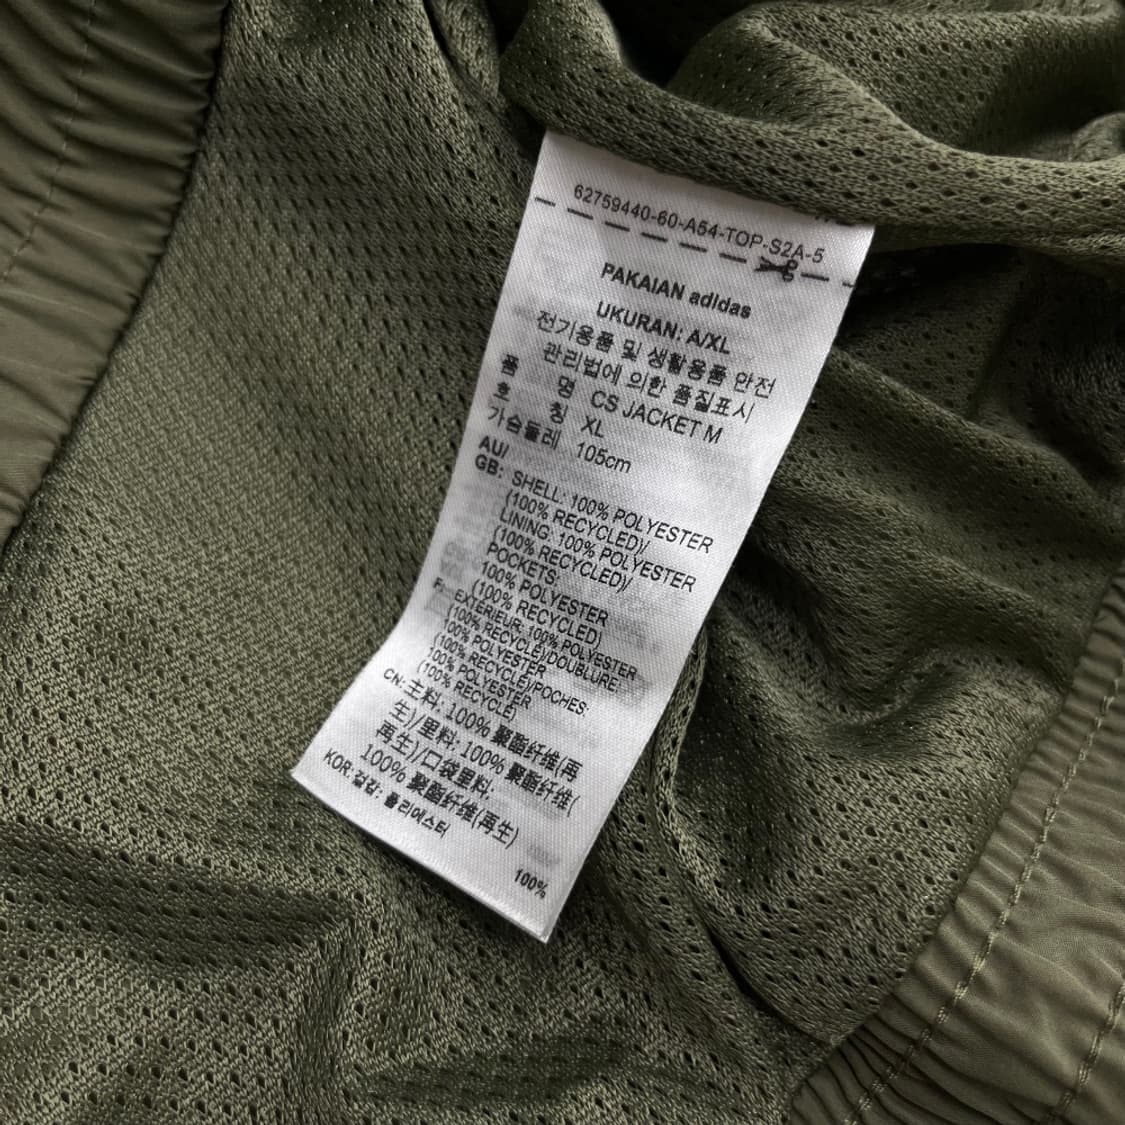 62759440-60-A54-TOP-S2A-5
PAKAIAN adidas
UKURAN: A/XL
전기용품 및 생활용품 안전
관리법에 의한 품질표시
품 명 CS JACKET M
호 칭 XL
가슴둘레 105cm
AU/
GB: SHELL: 100% POLYESTER
(100% RECYCLED)/
LINING: 100% POLYESTER
(100% RECYCLED)/
POCKETS:
100% POLYESTER
(100% RECYCLED)
F: EXTÉRIEUR: 100% POLYESTER
(100% RECYCLÉ)/DOUBLURE:
100% POLYESTER
(100% RECYCLÉ)/POCHES:
100% POLYESTER
(100% RECYCLÉ)
CN: 主料: 100% 聚酯纤维(再
生)/里料: 100% 聚酯纤维(
再生)/口袋里料:
100% 聚酯纤维(再生)
KOR: 겉감: 폴리에스터
100%